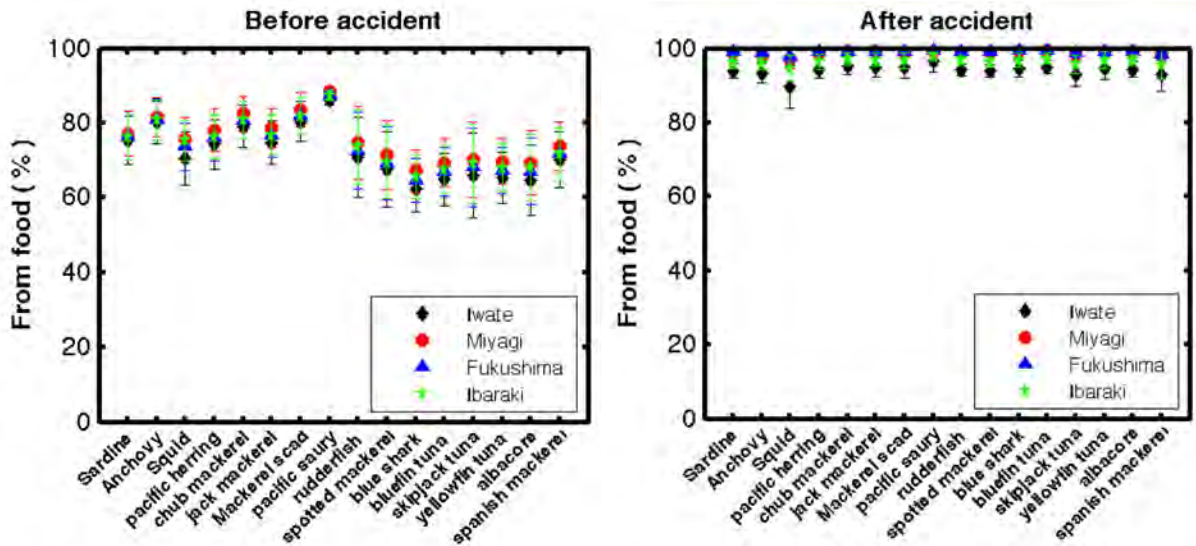 Before accident
From food ( % )
100
80
60
40
20
0
Iwate
Miyagi
Fukushima
Ibaraki
Sardine
Anchovy
Squid
pacific herring
chub mackerel
jack mackerel
Mackerel scad
pacific saury
rudderfish
spotted mackerel
blue shark
bluefin tuna
skipjack tuna
yellowfin tuna
albacore
spanish mackerel
After accident
From food ( % )
100
80
60
40
20
0
Iwate
Miyagi
Fukushima
Ibaraki
Sardine
Anchovy
Squid
pacific herring
chub mackerel
jack mackerel
Mackerel scad
pacific saury
rudderfish
spotted mackerel
blue shark
bluefin tuna
skipjack tuna
yellowfin tuna
albacore
spanish mackerel